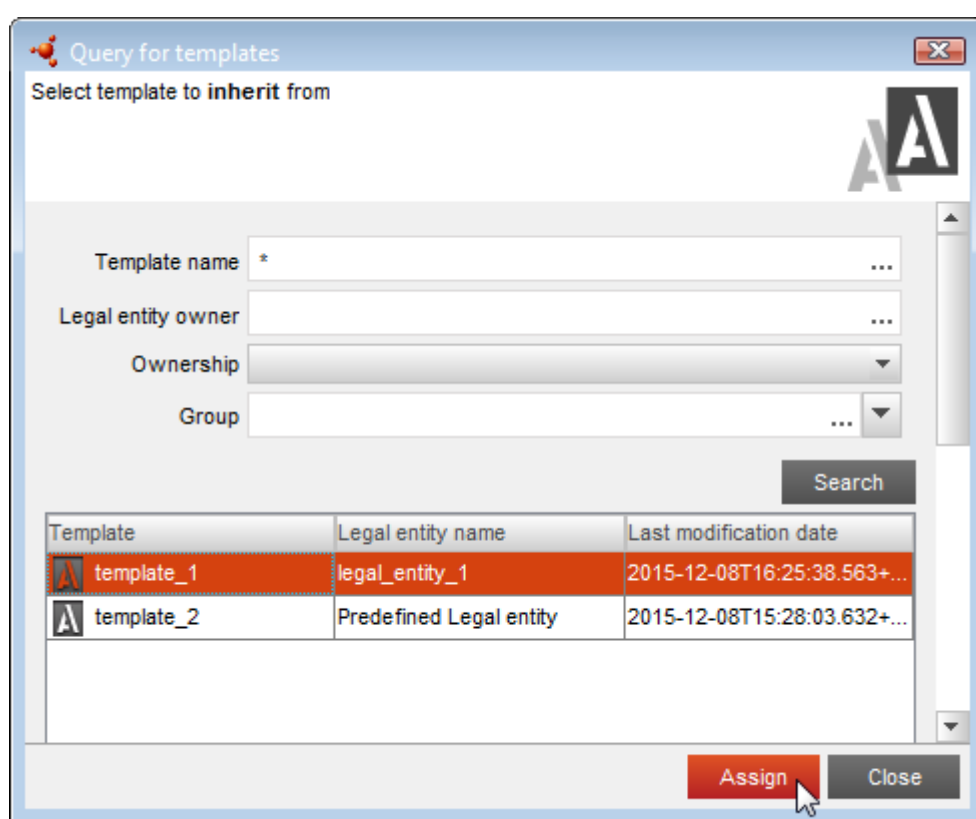 Query for templates
Select template to inherit from
Template name *
...
Legal entity owner
...
Ownership
Group
...
Search
Template Legal entity name Last modification date
template_1 legal_entity_1 2015-12-08T16:25:38.563+...
template_2 Predefined Legal entity 2015-12-08T15:28:03.632+...
Assign Close